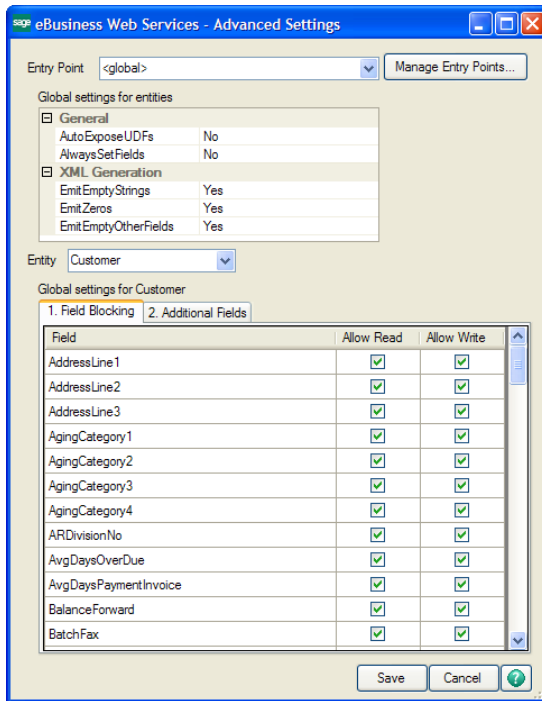 sage eBusiness Web Services - Advanced Settings
Entry Point <global> Manage Entry Points...
Global settings for entities
General
AutoExposeUDFs No
AlwaysSetFields No
XML Generation
EmitEmptyStrings Yes
EmitZeros Yes
EmitEmptyOtherFields Yes
Entity Customer
Global settings for Customer
1. Field Blocking 2. Additional Fields
Field Allow Read Allow Write
AddressLine1
AddressLine2
AddressLine3
AgingCategory1
AgingCategory2
AgingCategory3
AgingCategory4
ARDivisionNo
AvgDaysOverDue
AvgDaysPaymentInvoice
BalanceForward
BatchFax
Save Cancel ?